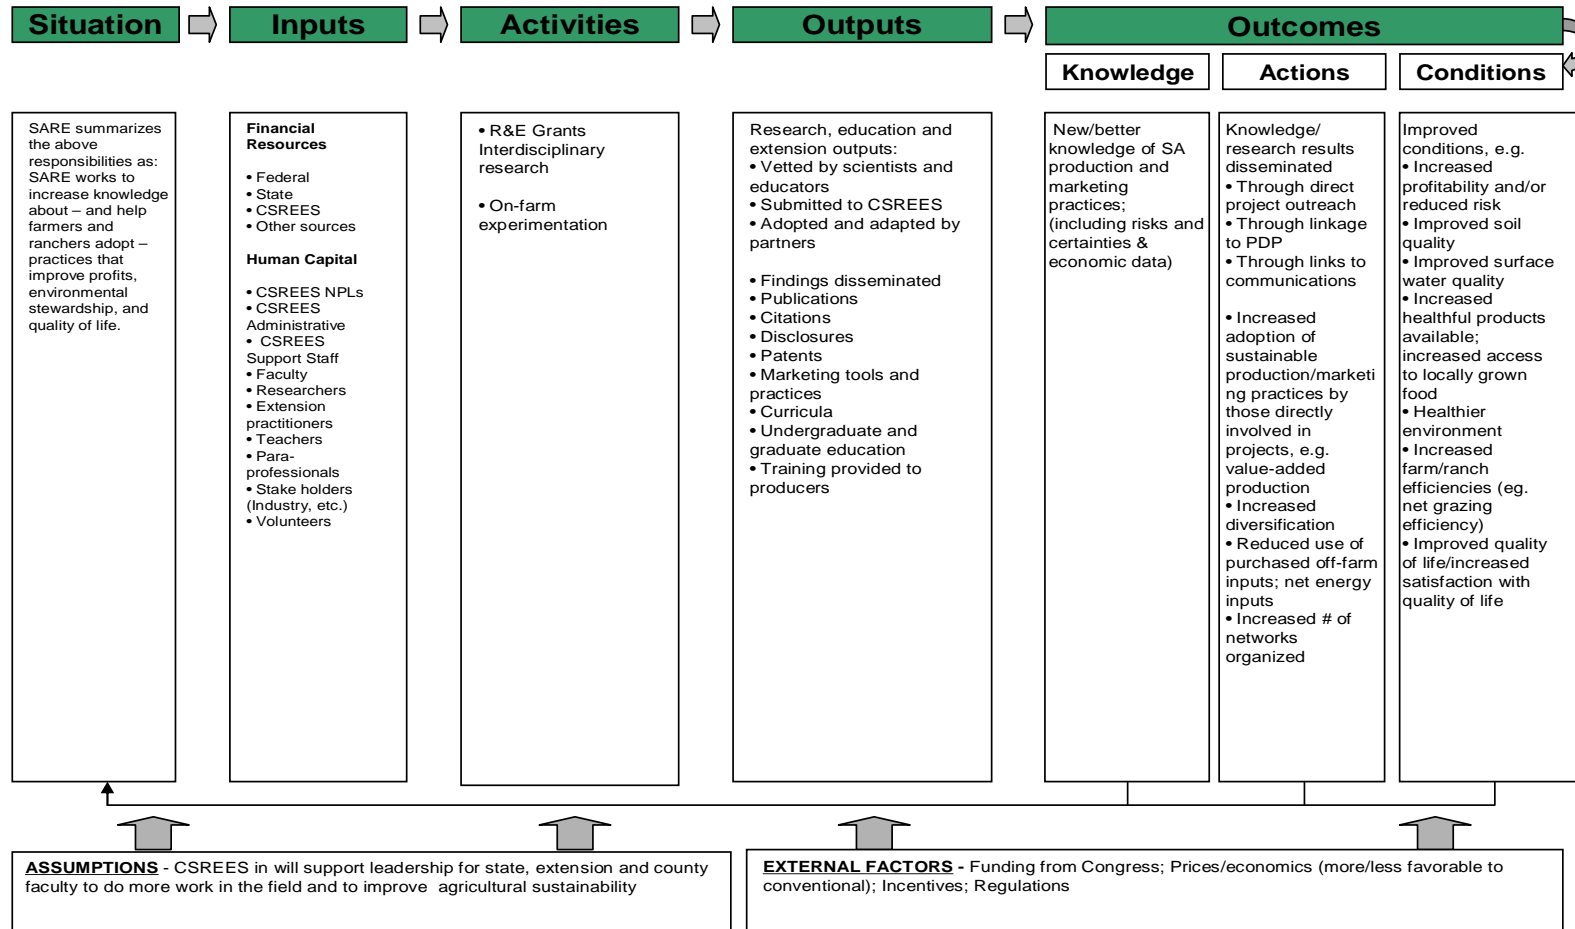 Situation
Inputs
Activities
Outputs
Outcomes
Knowledge
Actions
Conditions
SARE summarizes
the above
responsibilities as:
SARE works to
increase knowledge
about – and help
farmers and
ranchers adopt –
practices that
improve profits,
environmental
stewardship, and
quality of life.
Financial
Resources
• Federal
• State
• CSREES
• Other sources
Human Capital
• CSREES NPLs
• CSREES
Administrative
• CSREES
Support Staff
• Faculty
• Researchers
• Extension
practitioners
• Teachers
• Para-
professionals
• Stake holders
(Industry, etc.)
• Volunteers
• R&E Grants
Interdisciplinary
research
• On-farm
experimentation
Research, education and
extension outputs:
• Vetted by scientists and
educators
• Submitted to CSREES
• Adopted and adapted by
partners
• Findings disseminated
• Publications
• Citations
• Disclosures
• Patents
• Marketing tools and
practices
• Curricula
• Undergraduate and
graduate education
• Training provided to
producers
New/better
knowledge of SA
production and
marketing
practices;
(including risks and
certainties &
economic data)
Knowledge/
research results
disseminated
• Through direct
project outreach
• Through linkage
to PDP
• Through links to
communications
• Increased
adoption of
sustainable
production/marketi
ng practices by
those directly
involved in
projects, e.g.
value-added
production
• Increased
diversification
• Reduced use of
purchased off-farm
inputs; net energy
inputs
• Increased # of
networks
organized
Improved
conditions, e.g.
• Increased
profitability and/or
reduced risk
• Improved soil
quality
• Improved surface
water quality
• Increased
healthful products
available;
increased access
to locally grown
food
• Healthier
environment
• Increased
farm/ranch
efficiencies (eg.
net grazing
efficiency)
• Improved quality
of life/increased
satisfaction with
quality of life
ASSUMPTIONS - CSREES in will support leadership for state, extension and county
faculty to do more work in the field and to improve agricultural sustainability
EXTERNAL FACTORS - Funding from Congress; Prices/economics (more/less favorable to
conventional); Incentives; Regulations